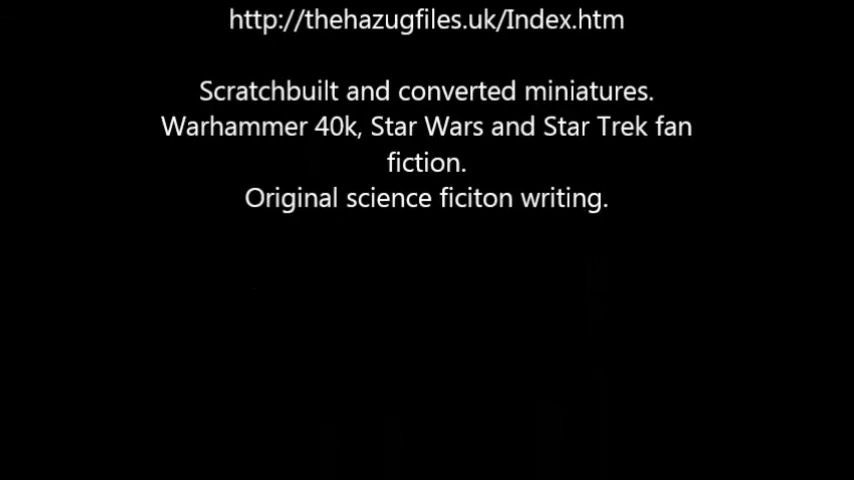 http://thehazugfiles.uk/Index.htm
Scratchbuilt and converted miniatures.
Warhammer 40k, Star Wars and Star Trek fan
fiction.
Original science ficiton writing.